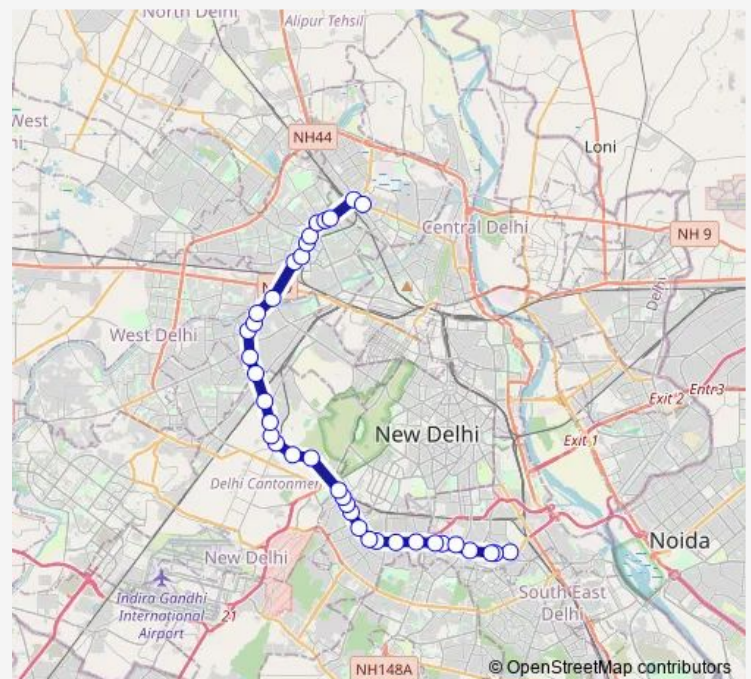 North Delhi
Alipur Tehsil
West
NH44
Loni
Central Delhi
NH 9
Delhi
West Delhi
Exit 2
Entr3
New Delhi
Exit 1
Delhi Cantonmen
New Delhi
Noida
Indira Gandhi
International
Airport
21
South East
Delhi
NH148A
© OpenStreetMap contributors